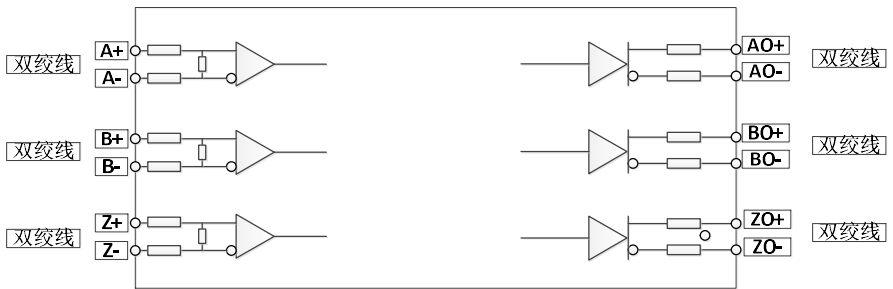 A+
AO+
双绞线
双绞线
A-
AO-
B+
BO+
双绞线
双绞线
B-
BO-
Z+
ZO+
双绞线
双绞线
Z-
ZO-